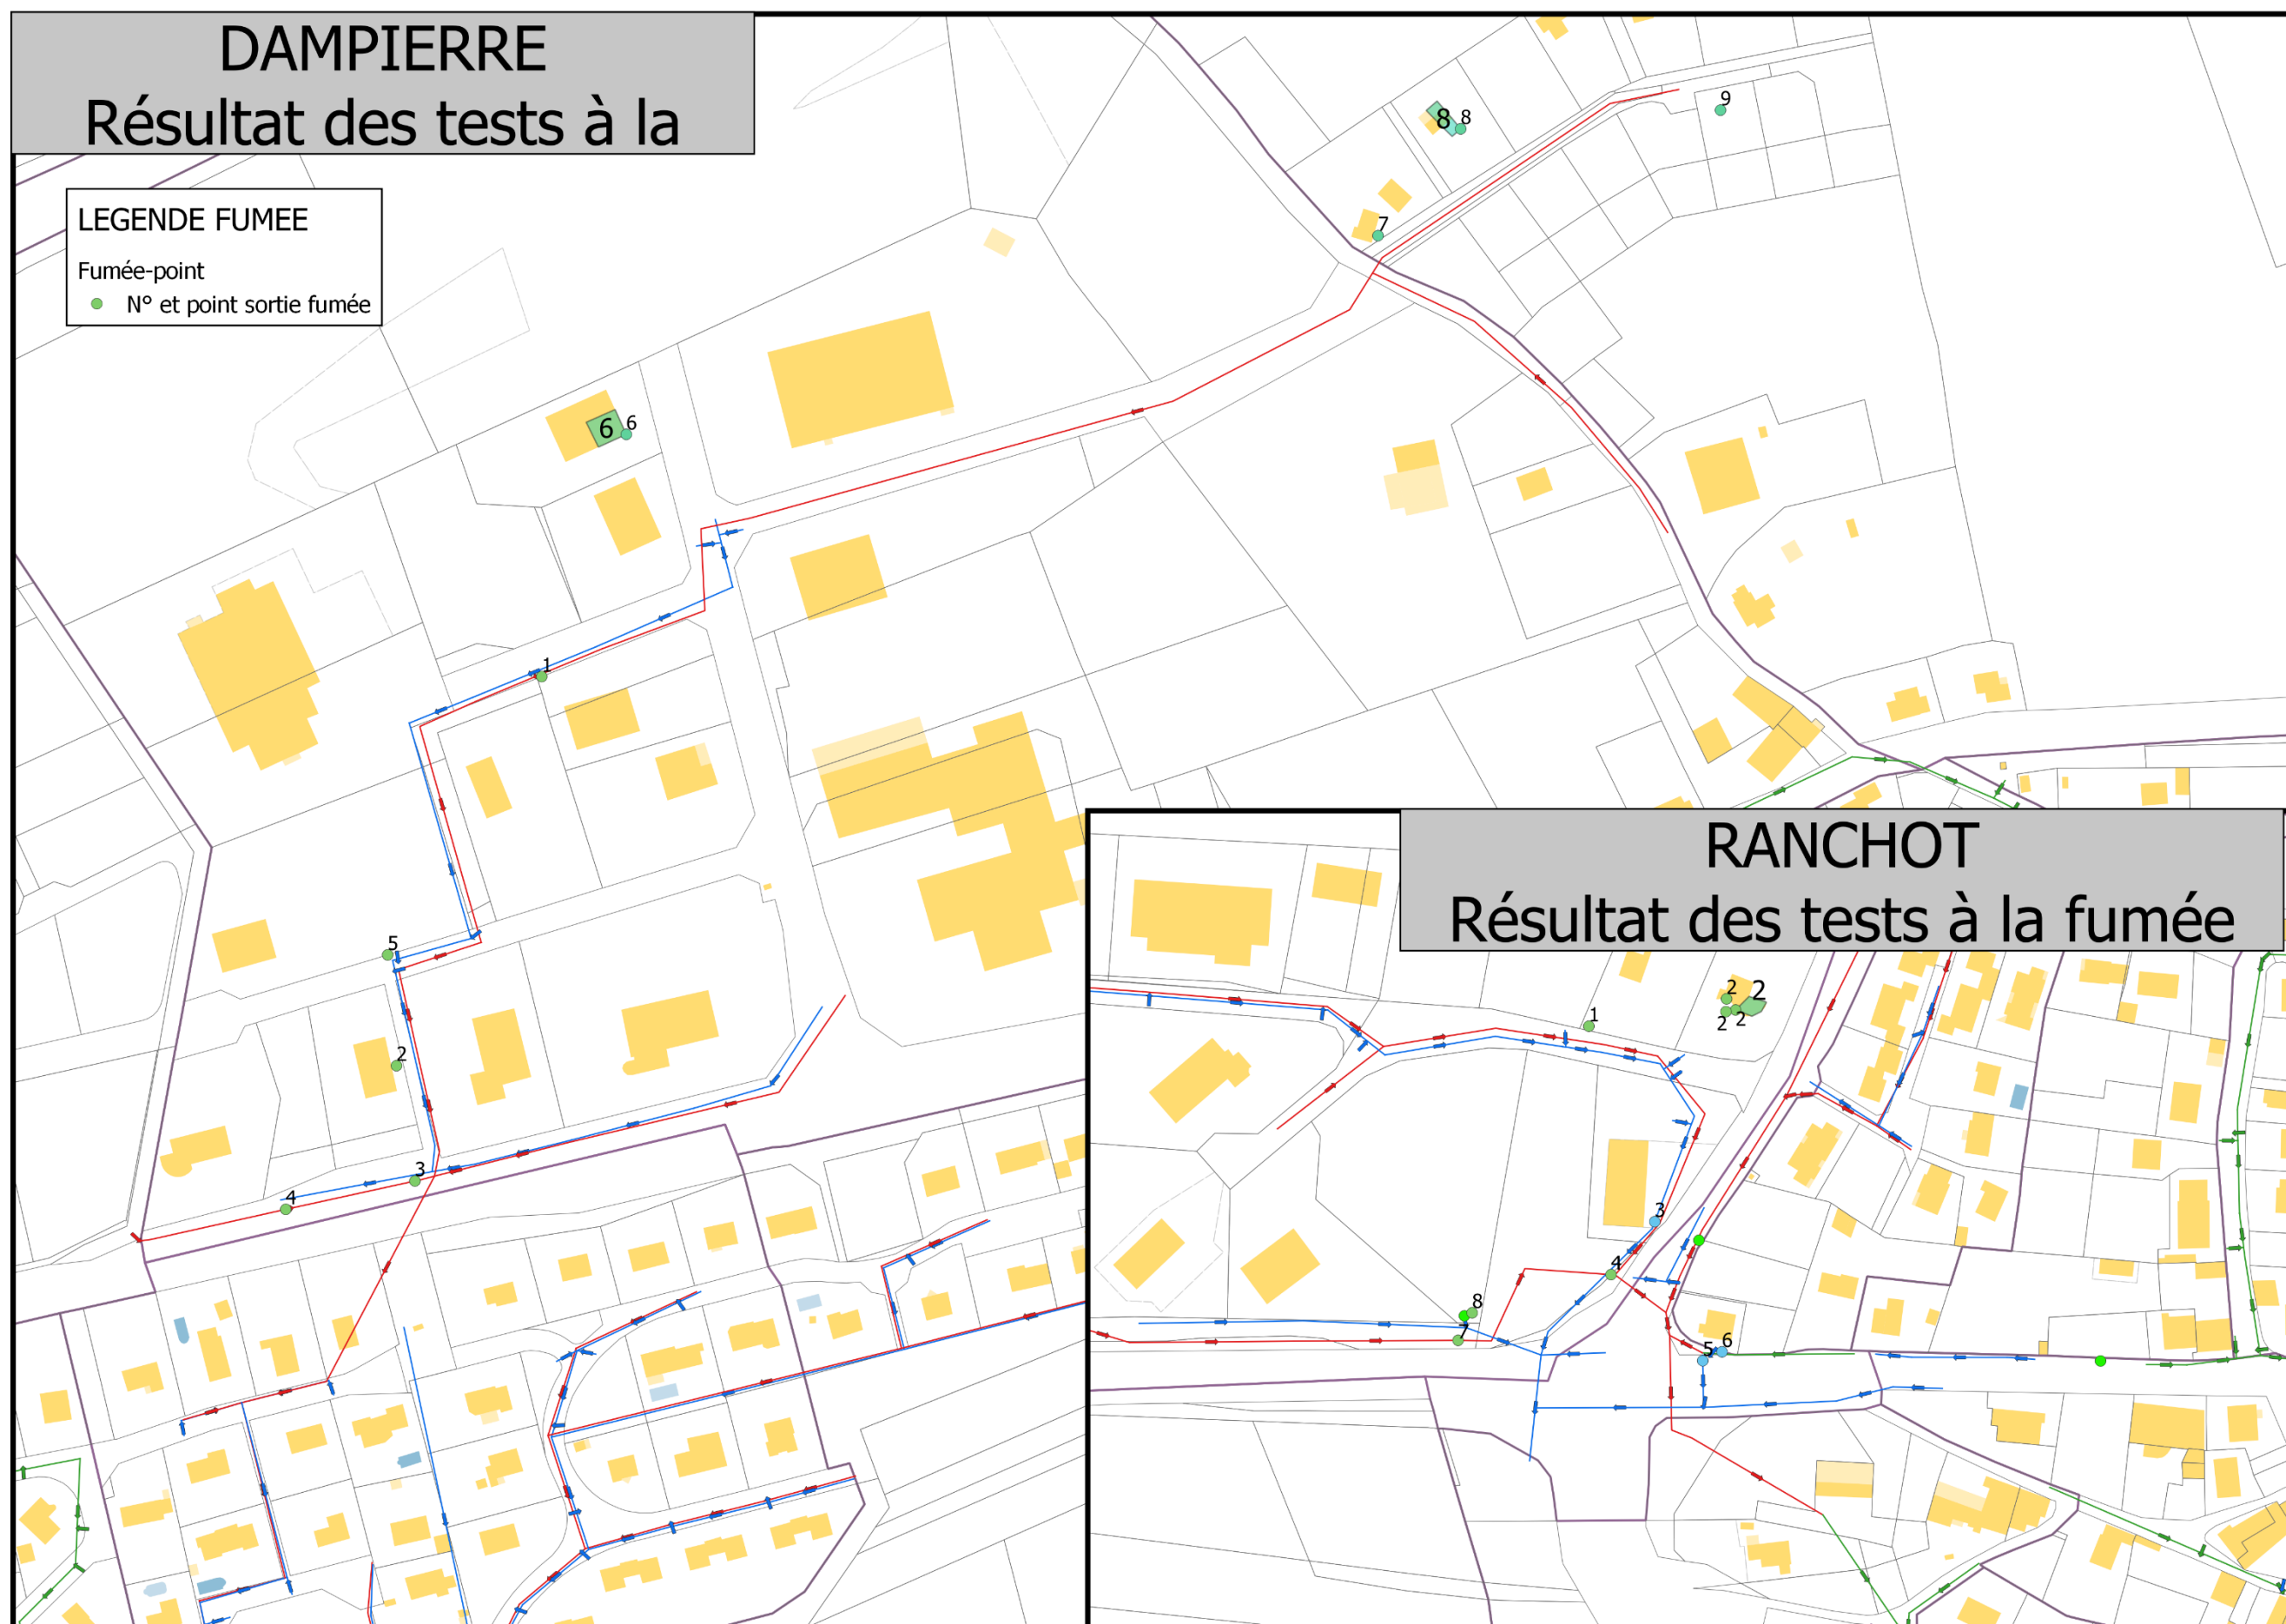 DAMPIERRE
Résultat des tests à la
LEGENDE FUMEE
Fumée-point
N° et point sortie fumée
9
8 8
7
6 6
1
5
2
3
4
RANCHOT
Résultat des tests à la fumée
1
2 2
2 2
3
4
8
7
5 6